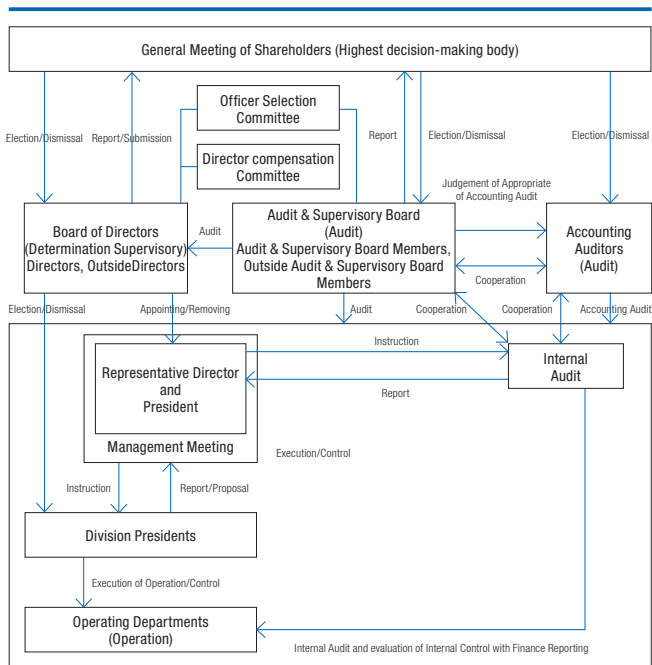 General Meeting of Shareholders (Highest decision-making body)
Officer Selection
Committee
Election/Dismissal
Report/Submission
Report
Election/Dismissal
Election/Dismissal
Director compensation
Committee
Judgement of Appropriate
of Accounting Audit
Board of Directors
(Determination Supervisory)
Directors, OutsideDirectors
Audit
Audit & Supervisory Board
(Audit)
Audit & Supervisory Board Members,
Outside Audit & Supervisory Board
Members
Accounting
Auditors
(Audit)
Cooperation
Election/Dismissal
Appointing/Removing
Audit
Cooperation
Cooperation
Accounting Audit
Instruction
Representative Director
and
President
Internal
Audit
Report
Management Meeting
Execution/Control
Instruction
Report/Proposal
Division Presidents
Execution of Operation/Control
Operating Departments
(Operation)
Internal Audit and evaluation of Internal Control with Finance Reporting